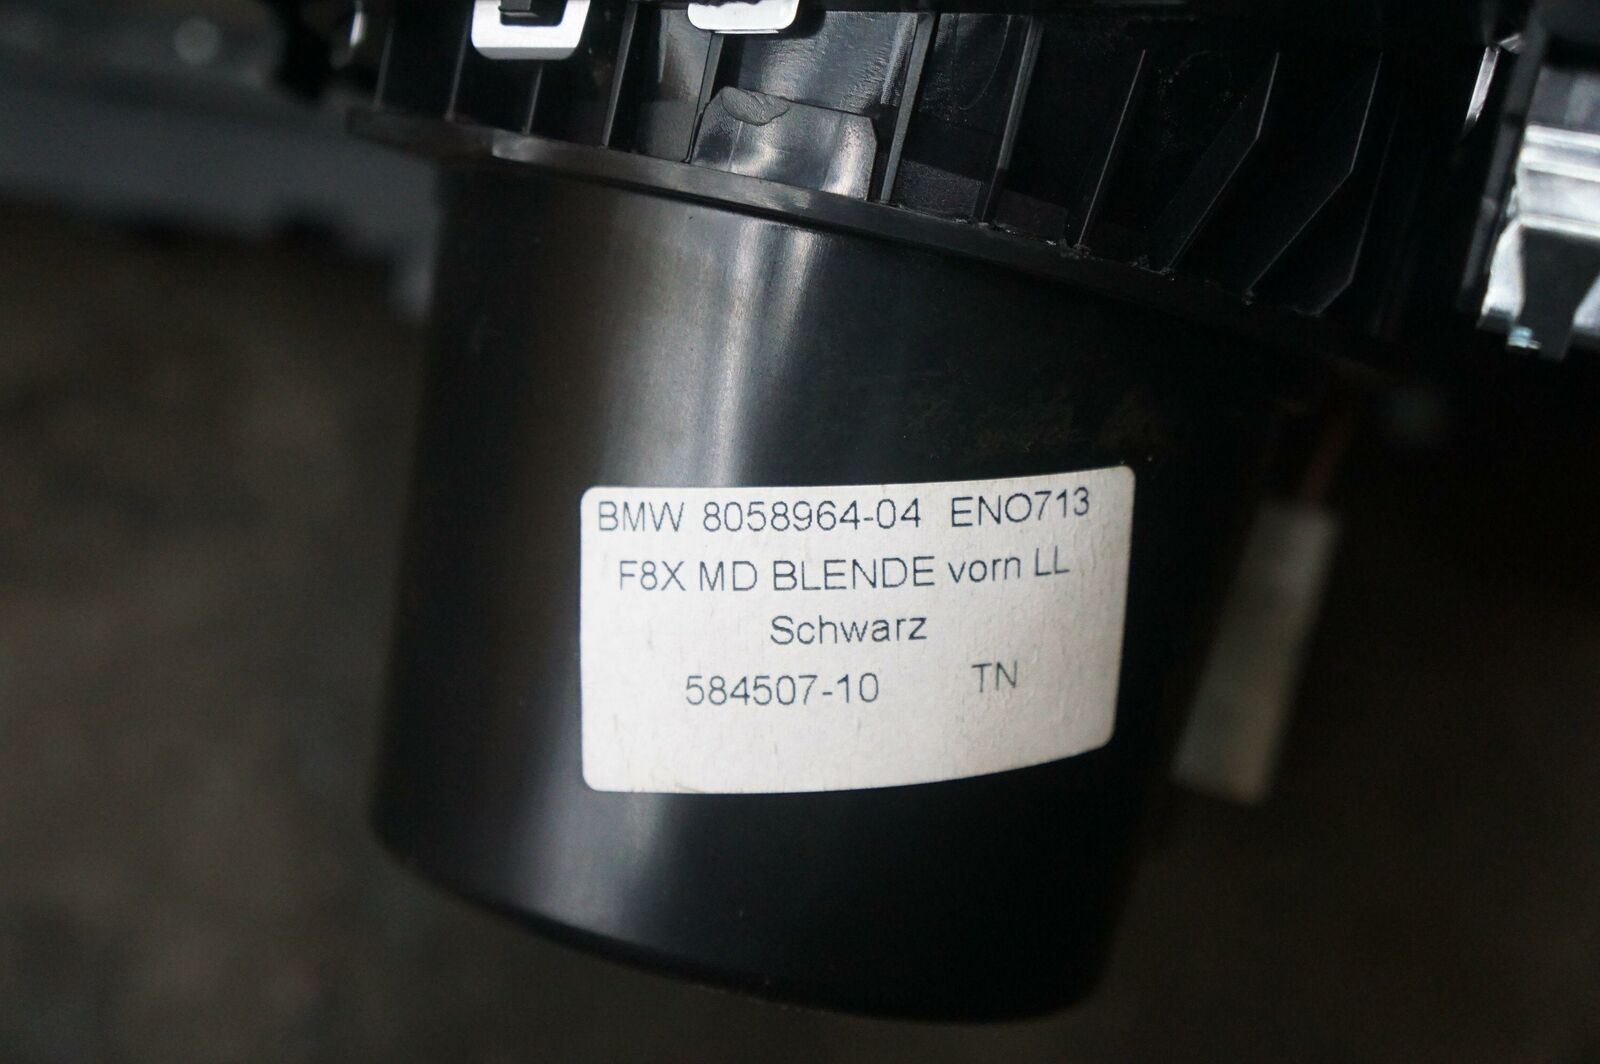 BMW 8058964-04 ENO713
F8X MD BLENDE vorn LL
Schwarz
584507-10 TN